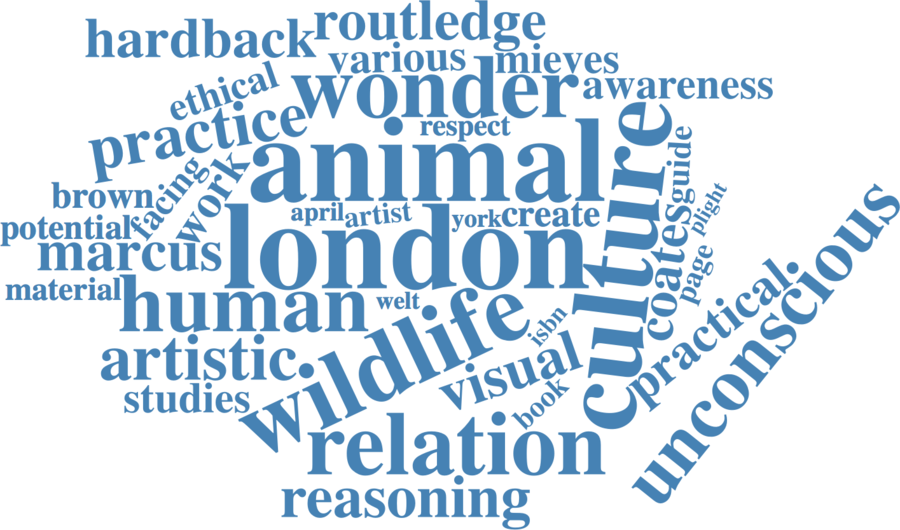 routledge
hardback
various
mieves
wonder
awareness
ethical
practice
respect
animal
culture
guide
facing
work
brown
potential
april
artist
york
create
coates
plight
marcus
london
page
material
human
welt
wildlife
isbn
practical
unconscious
artistic
visual
studies
book
relation
reasoning